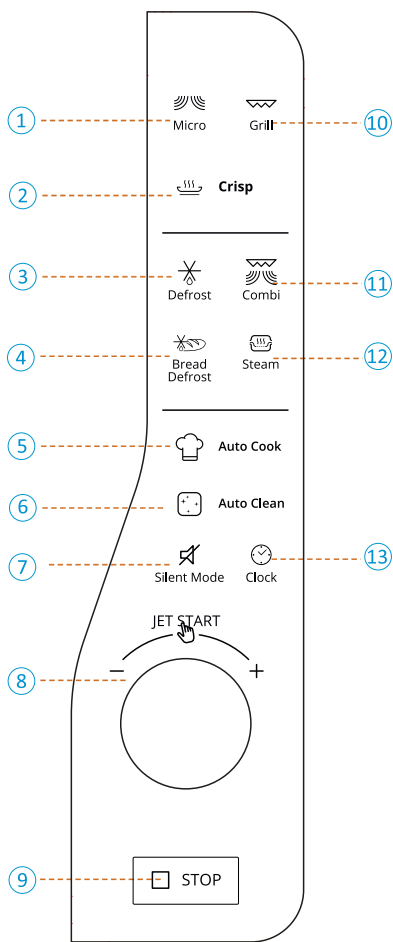 1
Micro
Grill
10
2
Crisp
3
Defrost
Combi
11
4
Bread
Defrost
Steam
12
5
Auto Cook
6
Auto Clean
7
Silent Mode
Clock
13
JET START
8
− +
9
STOP